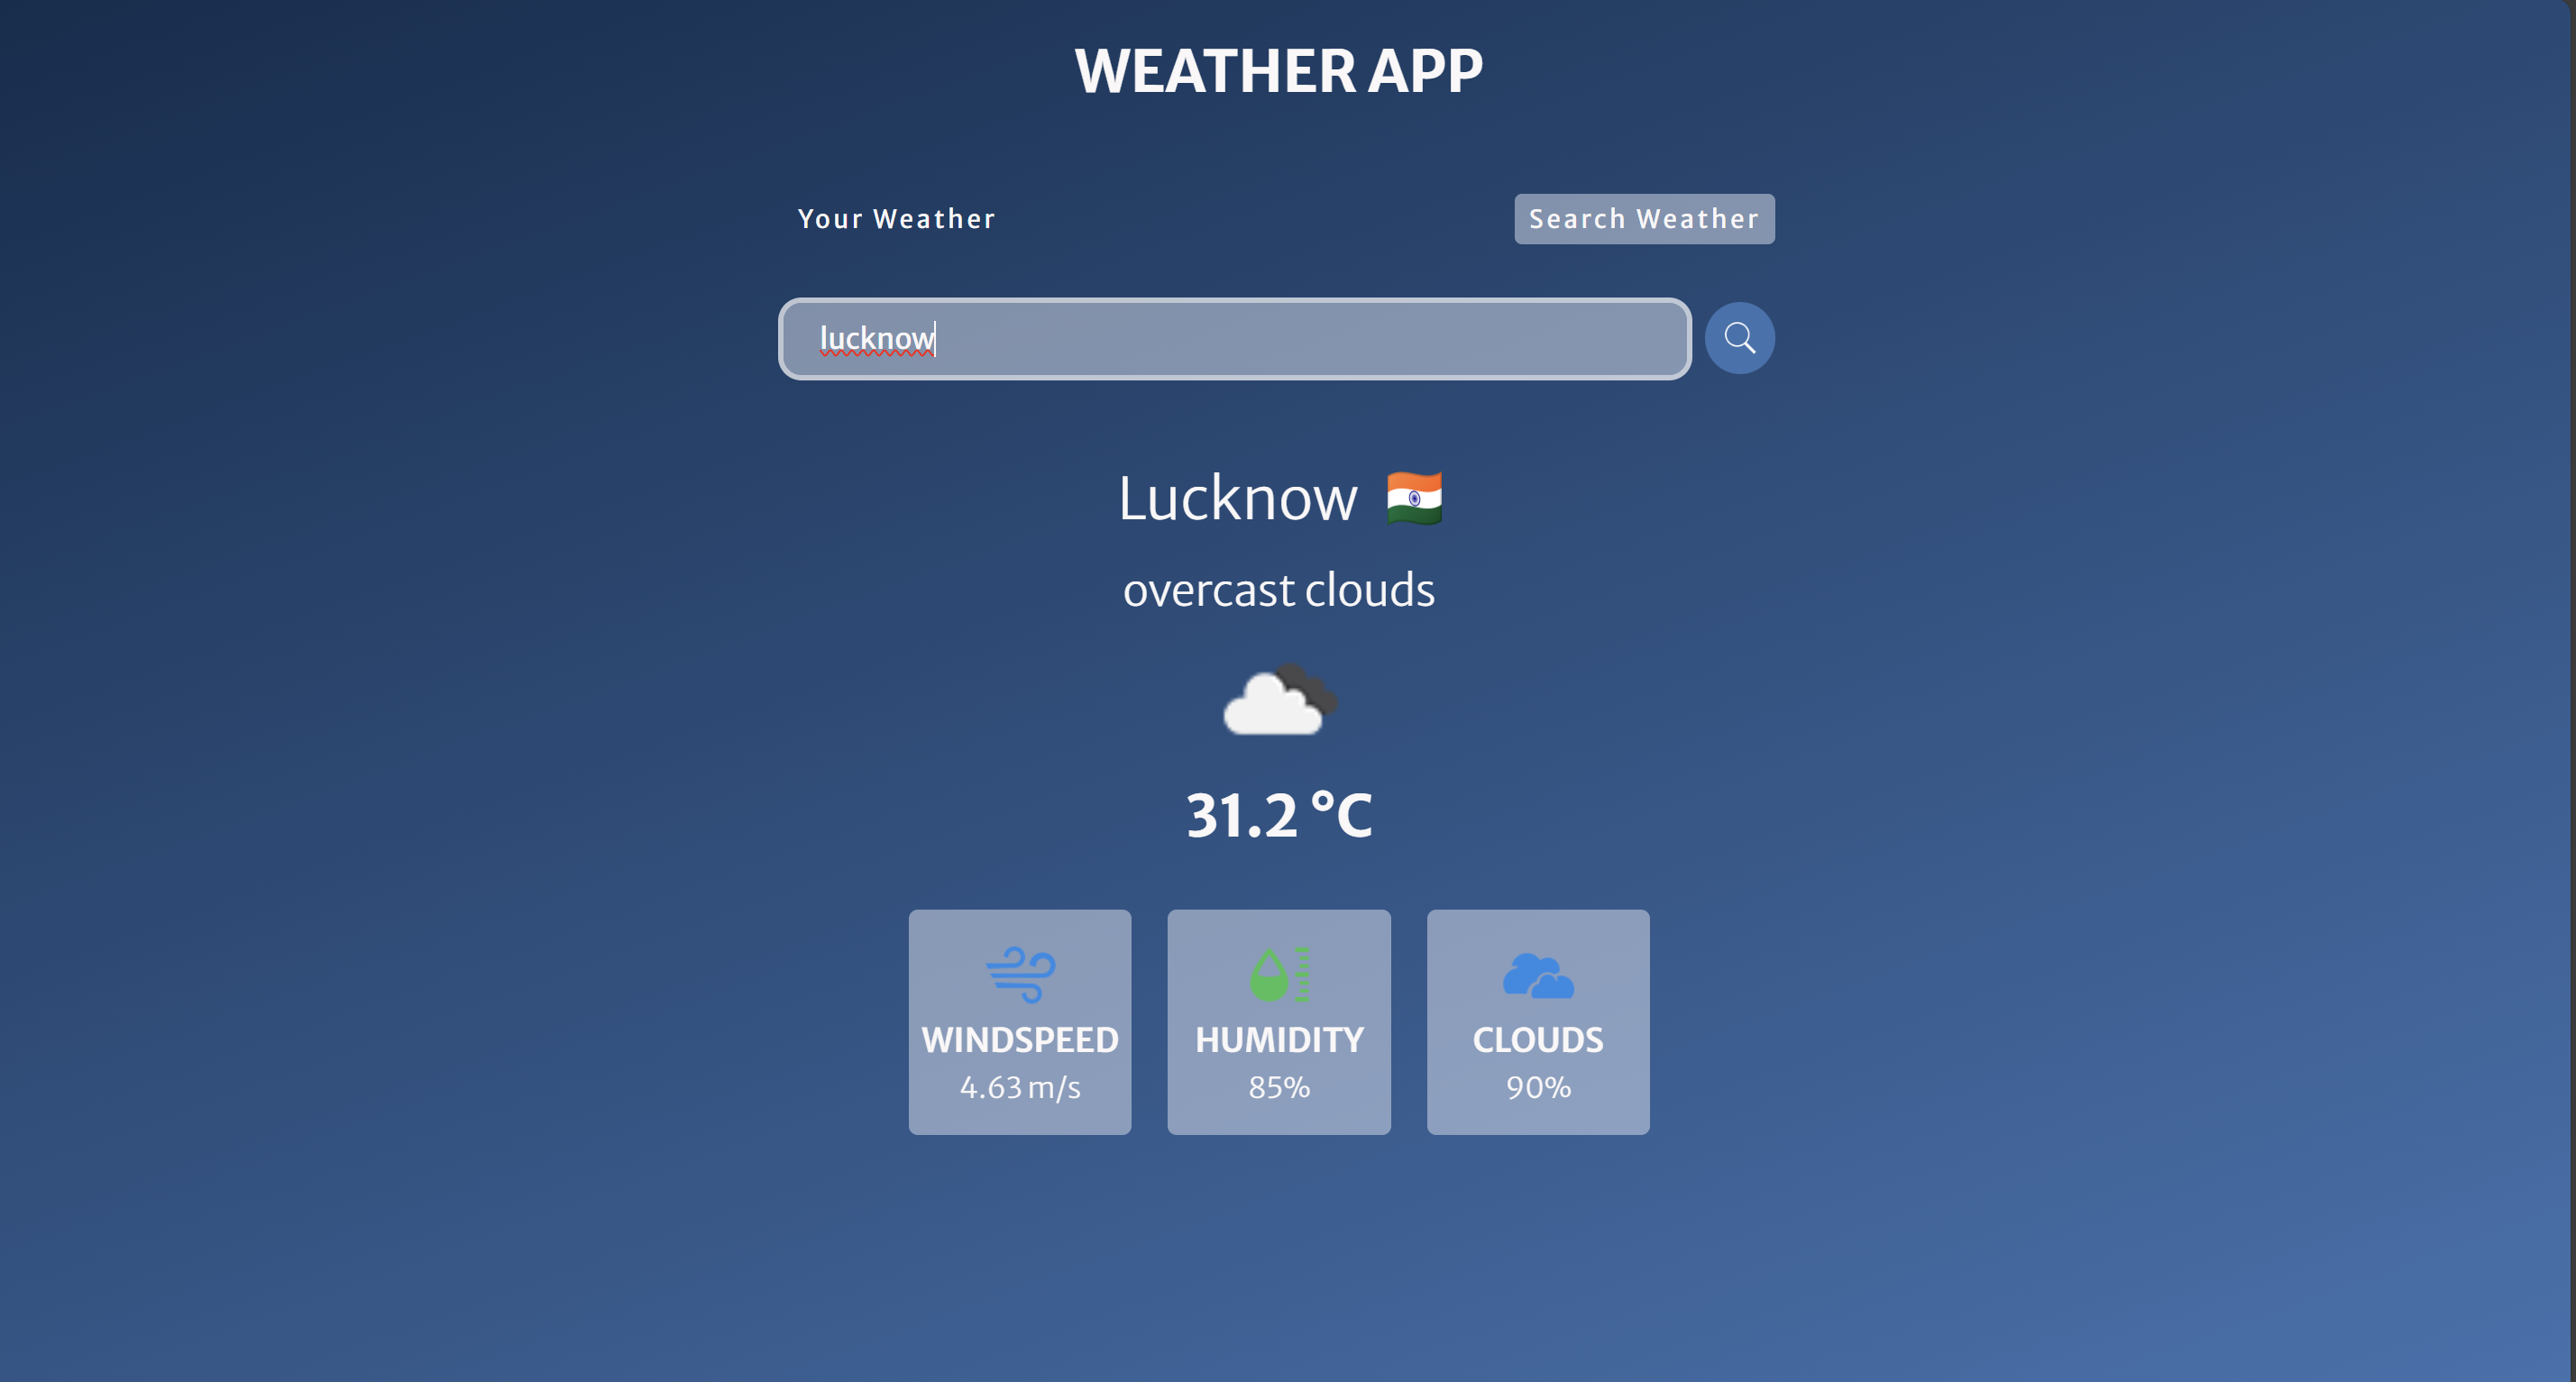 WEATHER APP
Your Weather Search Weather
lucknow
Lucknow
overcast clouds
31.2 °C
WINDSPEED HUMIDITY CLOUDS
4.63 m/s 85% 90%